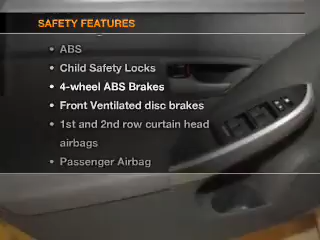 SAFETY FEATURES
• ABS
• Child Safety Locks
• 4-wheel ABS Brakes
• Front Ventilated disc brakes
• 1st and 2nd row curtain head
airbags
• Passenger Airbag